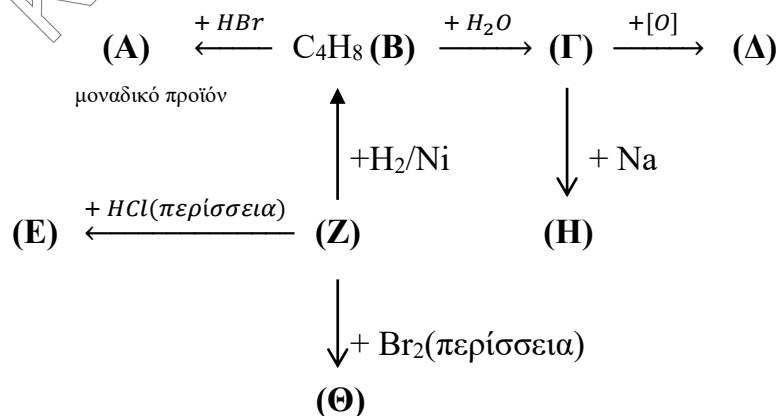 (Α) + HBr C₄H₈ (Β) + H₂O (Γ) +[O] (Δ)
μοναδικό προϊόν
+H₂/Ni + Na
(Ε) + HCl(περίσσεια) (Ζ) (Η)
+ Br₂(περίσσεια)
(Θ)